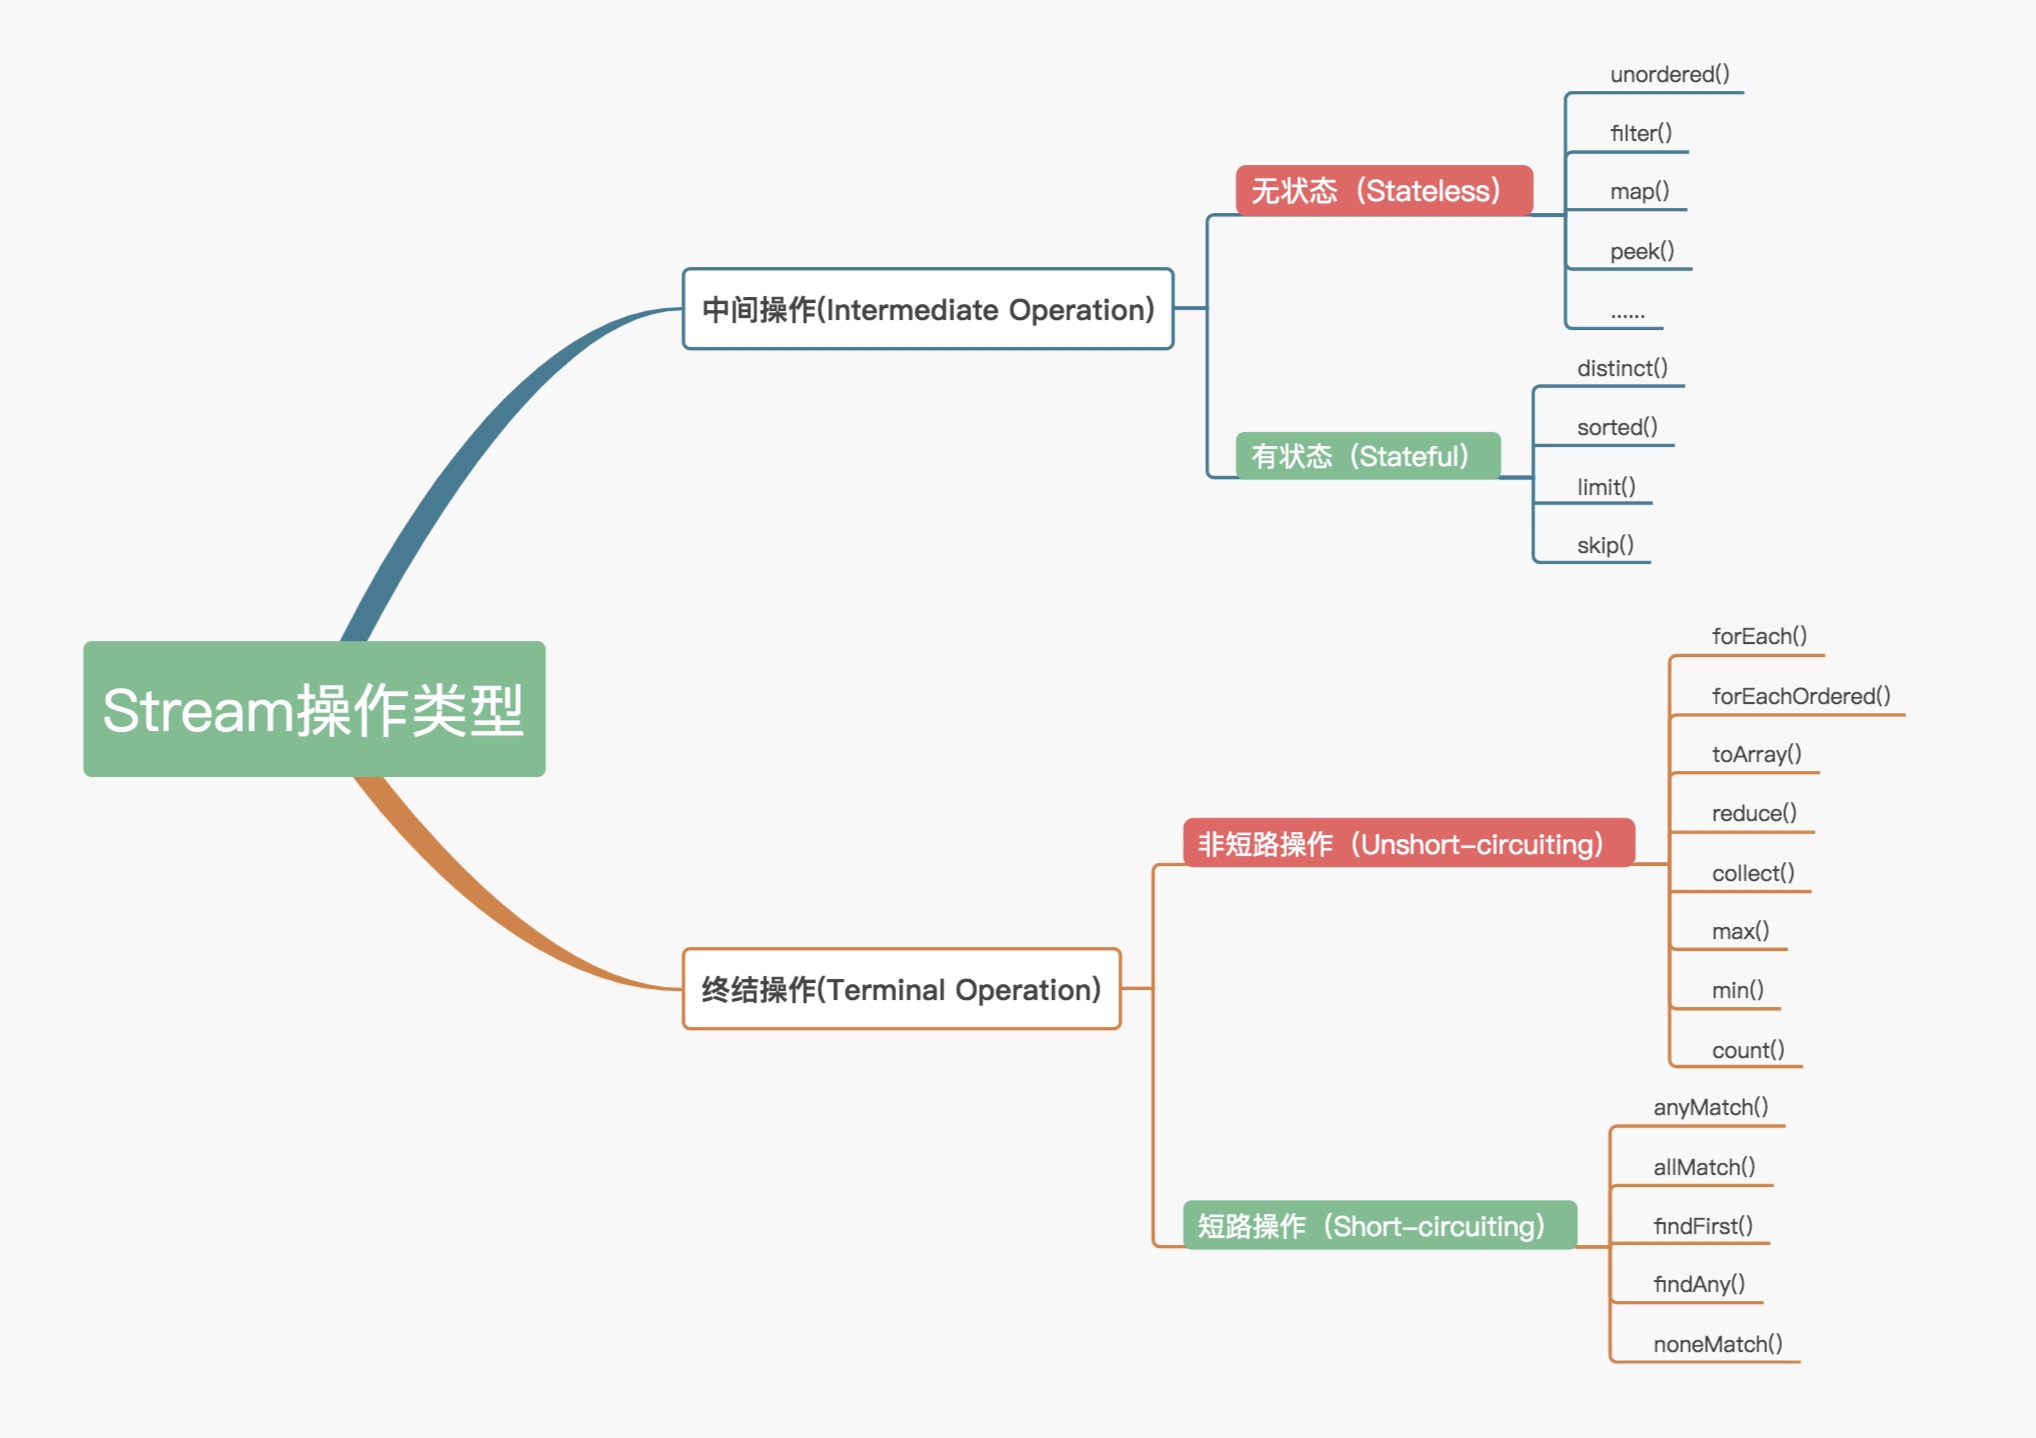 Stream操作类型
中间操作(Intermediate Operation)
无状态（Stateless）
unordered()
filter()
map()
peek()
......
有状态（Stateful）
distinct()
sorted()
limit()
skip()
终结操作(Terminal Operation)
非短路操作（Unshort-circuiting）
forEach()
forEachOrdered()
toArray()
reduce()
collect()
max()
min()
count()
短路操作（Short-circuiting）
anyMatch()
allMatch()
findFirst()
findAny()
noneMatch()